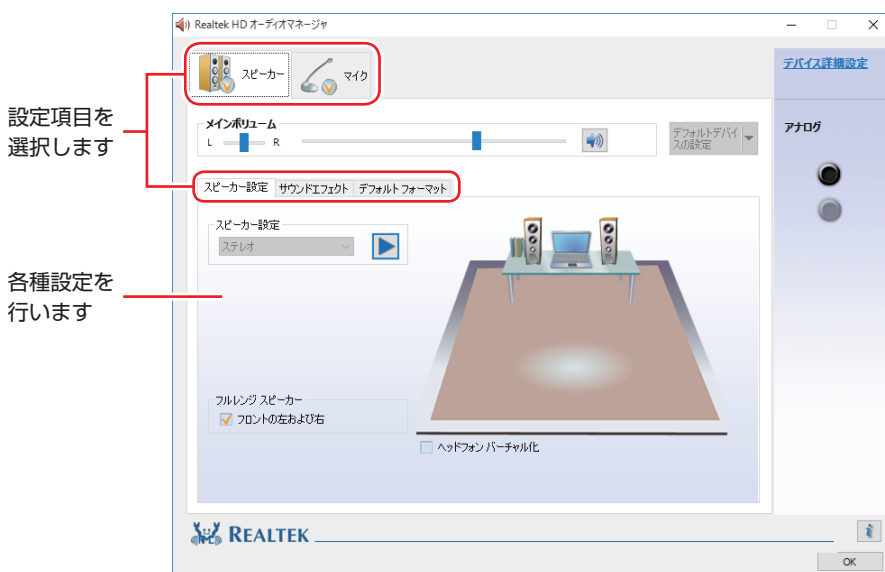 Realtek HD オーディオマネージャ
スピーカー
マイク
デバイス詳細設定
設定項目を
選択します
メインボリューム
L
R
デフォルトデバイ
スの設定
アナログ
スピーカー設定
サウンドエフェクト
デフォルト フォーマット
スピーカー設定
ステレオ
各種設定を
行います
フルレンジ スピーカー
フロントの左および右
ヘッドフォン バーチャル化
REALTEK
i
OK